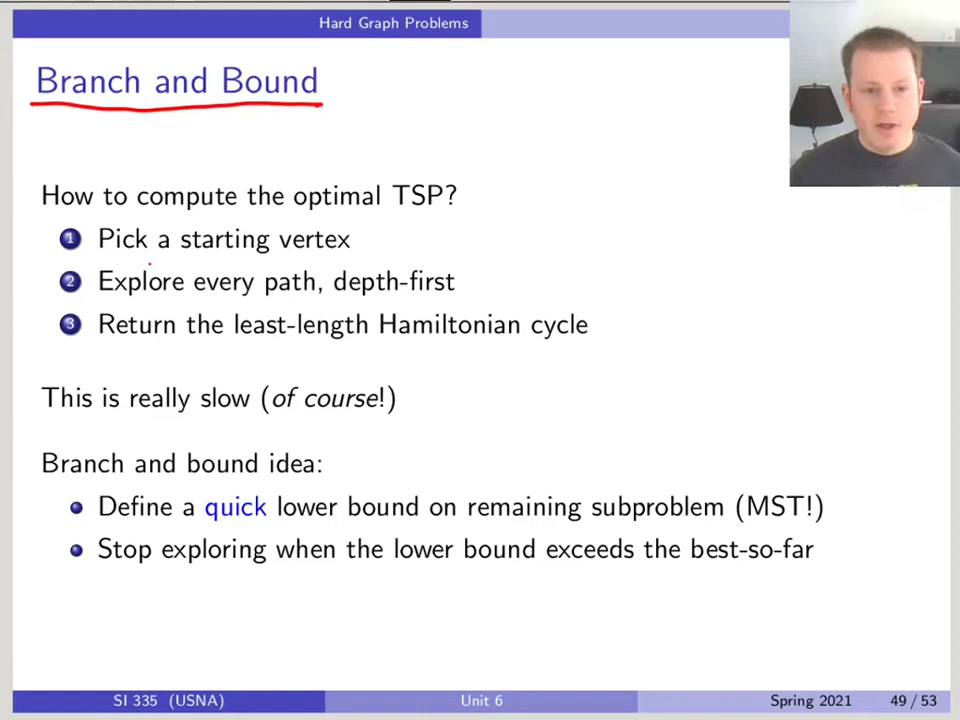 Hard Graph Problems
Branch and Bound
How to compute the optimal TSP?
1 Pick a starting vertex
2 Explore every path, depth-first
3 Return the least-length Hamiltonian cycle
This is really slow (of course!)
Branch and bound idea:
Define a quick lower bound on remaining subproblem (MST!)
Stop exploring when the lower bound exceeds the best-so-far
SI 335 (USNA) Unit 6 Spring 2021 49 / 53